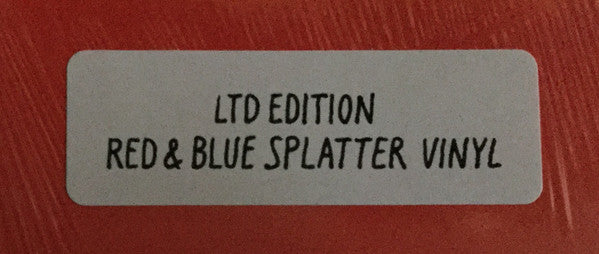 LTD EDITION
RED & BLUE SPLATTER VINYL